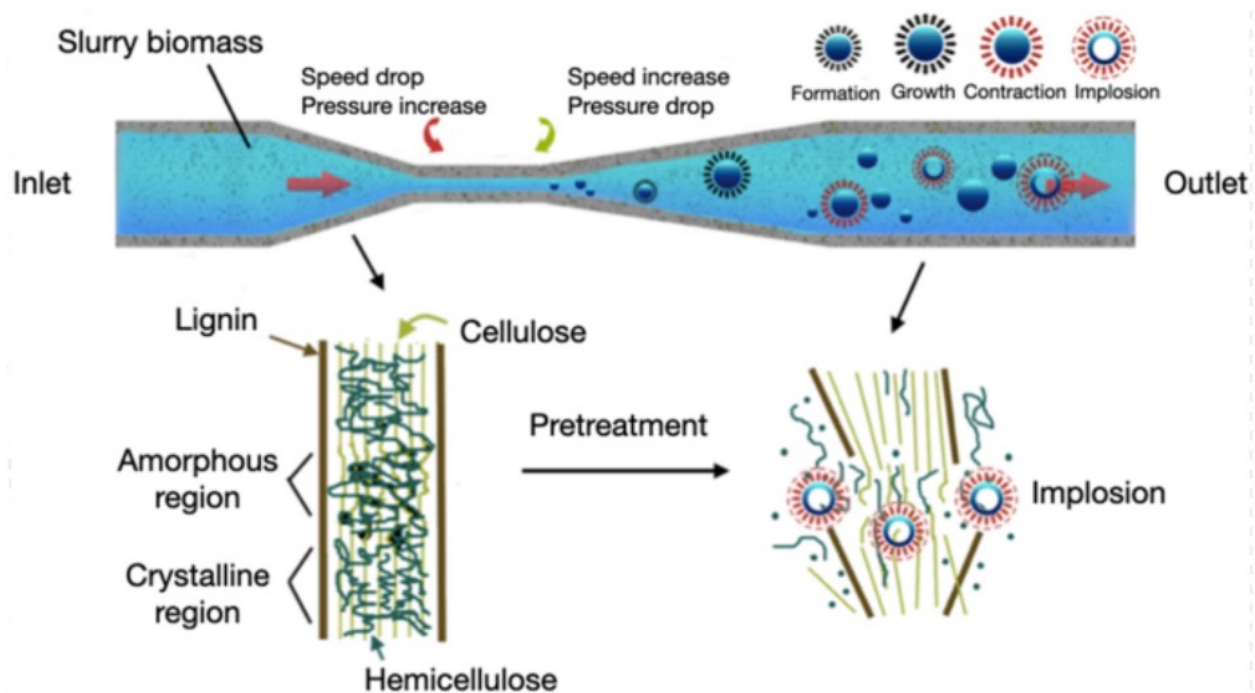 Slurry biomass
Speed drop
Pressure increase
Speed increase
Pressure drop
Formation
Growth
Contraction
Implosion
Inlet
Outlet
Lignin
Cellulose
Amorphous
region
Crystalline
region
Hemicellulose
Pretreatment
Implosion